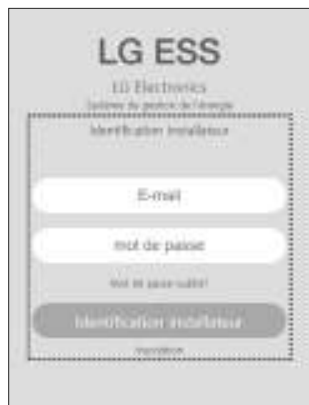 LG ESS
LG Electronics
Système de gestion de l'énergie
Identification installateur
E-mail
mot de passe
mot de passe oublié?
Identification installateur
Inscription